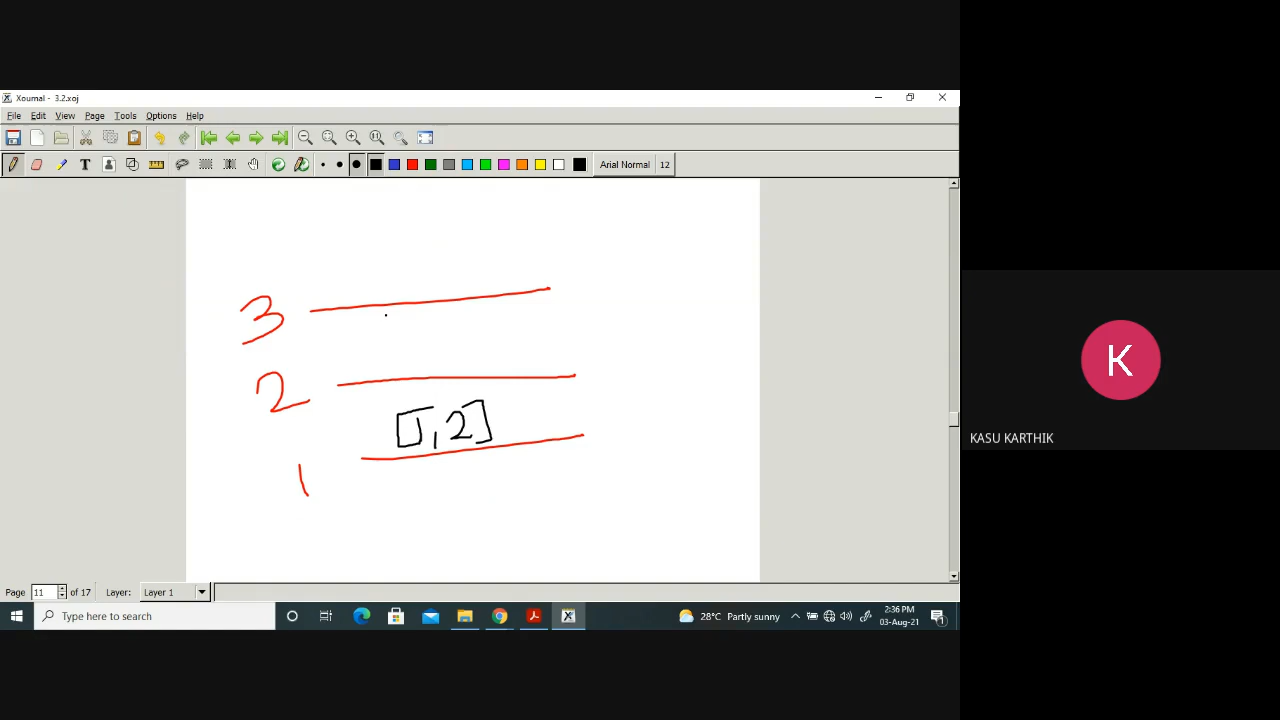 Xournal - 3.2.xoj
File Edit View Page Tools Options Help
T Arial Normal 12
3
2
[1,2]
1
K
KASU KARTHIK
Page 11 of 17 Layer: Layer 1
Type here to search 28°C Partly sunny 2:36 PM
03-Aug-21